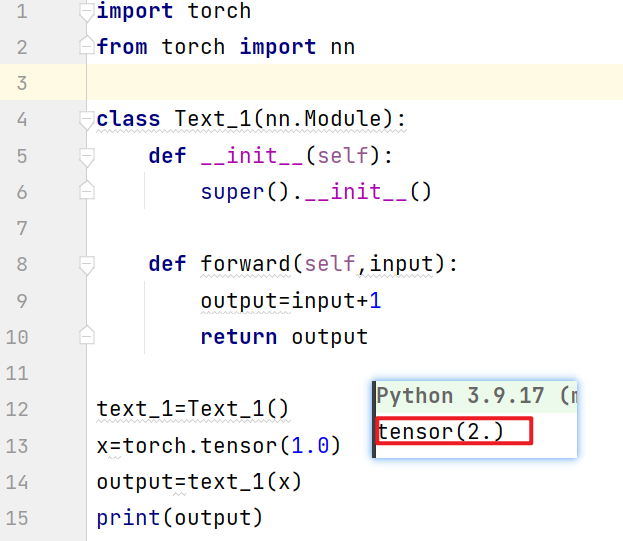 1 import torch
2 from torch import nn
3
4 class Text_1(nn.Module):
5     def __init__(self):
6         super().__init__()
7
8     def forward(self,input):
9         output=input+1
10         return output
11
12 text_1=Text_1()
13 x=torch.tensor(1.0)
14 output=text_1(x)
15 print(output)
Python 3.9.17 (m
tensor(2.)